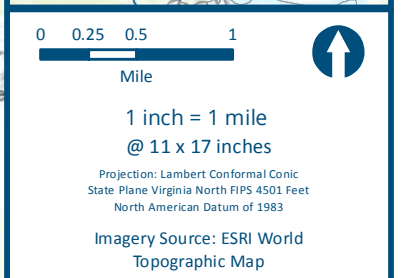 0 0.25 0.5 1
Mile
1 inch = 1 mile
@ 11 x 17 inches
Projection: Lambert Conformal Conic
State Plane Virginia North FIPS 4501 Feet
North American Datum of 1983
Imagery Source: ESRI World
Topographic Map